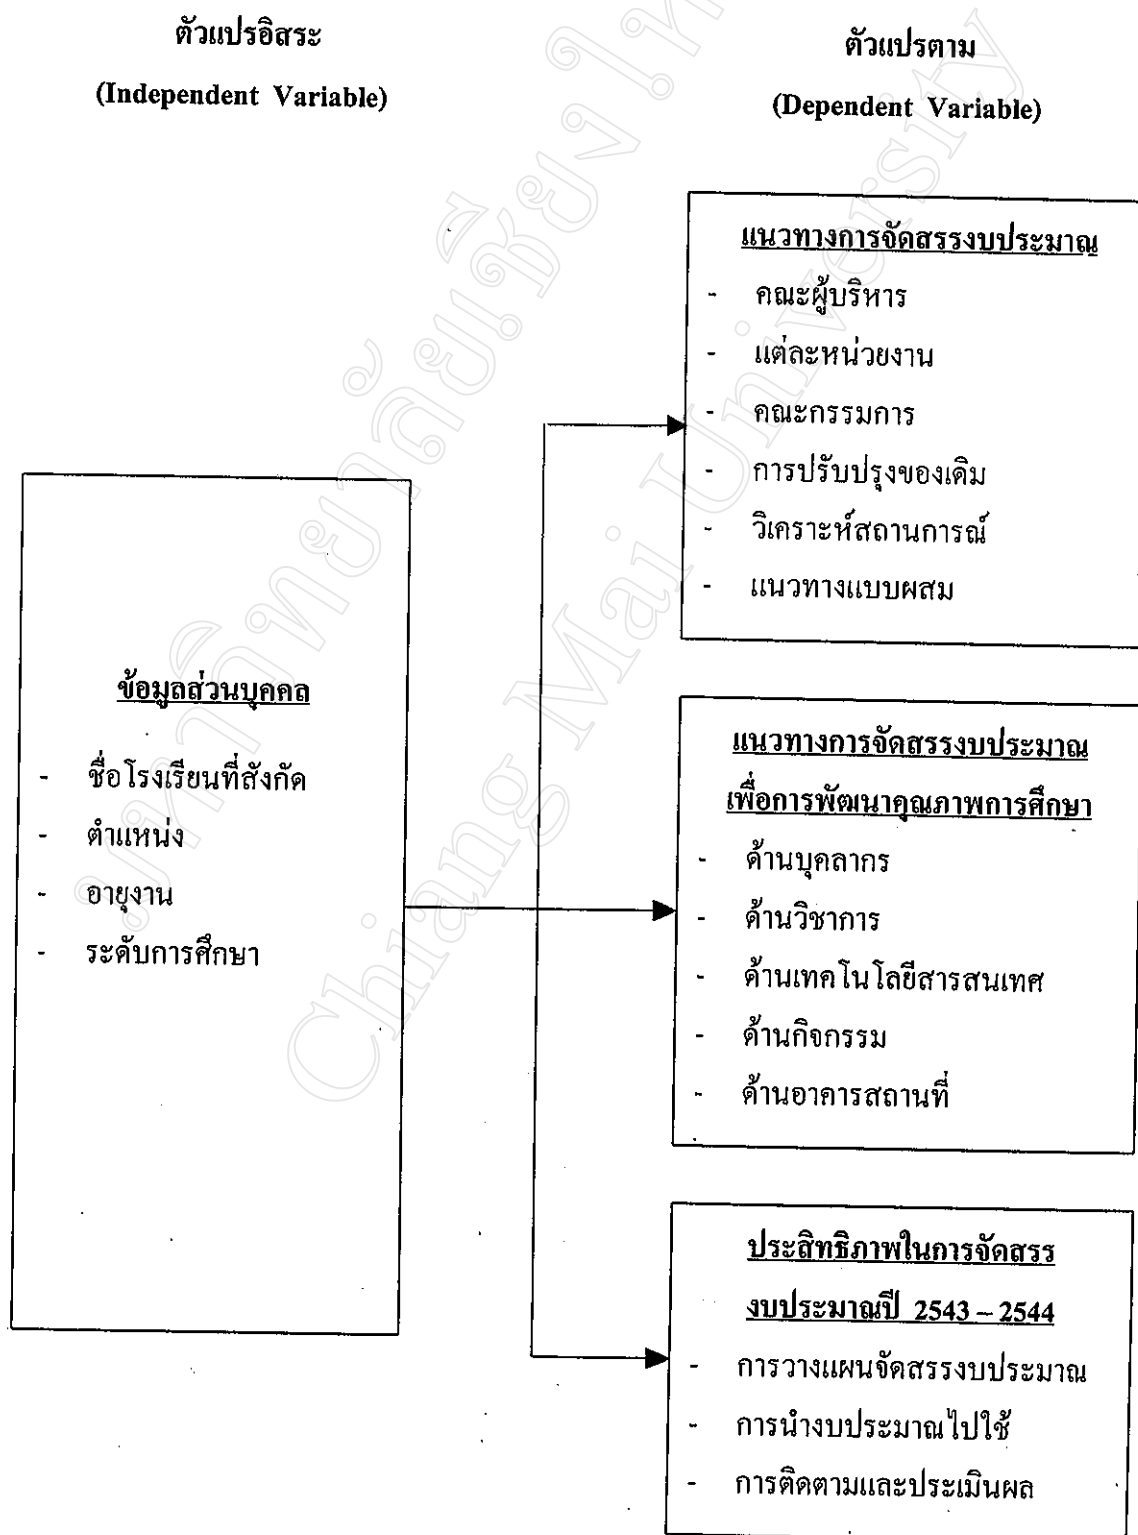 ตัวแปรอิสระ
(Independent Variable)
ตัวแปรตาม
(Dependent Variable)
ข้อมูลส่วนบุคคล
- ชื่อโรงเรียนที่สังกัด
- ตำแหน่ง
- อายุงาน
- ระดับการศึกษา
แนวทางการจัดสรรงบประมาณ
- คณะผู้บริหาร
- แต่ละหน่วยงาน
- คณะกรรมการ
- การปรับปรุงของเดิม
- วิเคราะห์สถานการณ์
- แนวทางแบบผสม
แนวทางการจัดสรรงบประมาณ
เพื่อการพัฒนาคุณภาพการศึกษา
- ด้านบุคลากร
- ด้านวิชาการ
- ด้านเทคโนโลยีสารสนเทศ
- ด้านกิจกรรม
- ด้านอาคารสถานที่
ประสิทธิภาพในการจัดสรร
งบประมาณปี 2543 – 2544
- การวางแผนจัดสรรงบประมาณ
- การนำงบประมาณไปใช้
- การติดตามและประเมินผล
Chiang Mai University